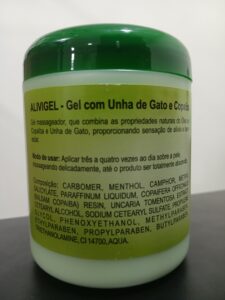 ALIVIGEL - Gel com Unha de Gato e Copaíba
Gel massageador, que combina as propriedades naturais do Óleo de
Copaíba e Unha de Gato, proporcionando sensação de alívio e bem
estar.
Modo de usar: Aplicar três a quatro vezes ao dia sobre a pele
massageando delicadamente, até o produto ser totalmente absorvido.
Composição: CARBOMER, MENTHOL, CAMPHOR, METHYL
SALICYLATE, PARAFFINUM LIQUIDUM, COPAIFERA OFFICINALIS
(BALSAM COPAIBA) RESIN, UNCARIA TOMENTOSA EXTRACT,
CETEARYL ALCOHOL, SODIUM CETEARYL SULFATE, PROPYLENE
GLYCOL, PHENOXYETHANOL, METHYLPARABEN,
ETHYLPARABEN, PROPYLPARABEN, BUTYLPARABEN,
TRIETHANOLAMINE, CI 14700, AQUA.